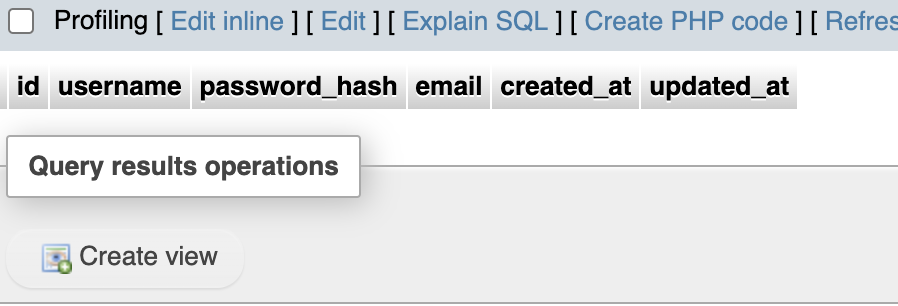 Profiling [ Edit inline ] [ Edit ] [ Explain SQL ] [ Create PHP code ] [ Refres
id username password_hash email created_at updated_at
Query results operations
Create view